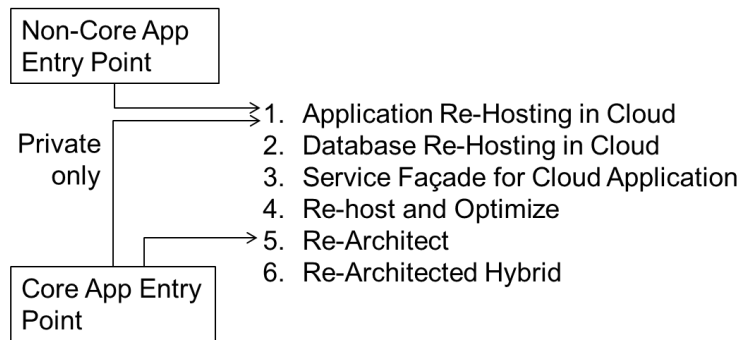 Non-Core App
Entry Point
1. Application Re-Hosting in Cloud
Private
only
2. Database Re-Hosting in Cloud
3. Service Façade for Cloud Application
4. Re-host and Optimize
5. Re-Architect
6. Re-Architected Hybrid
Core App Entry
Point